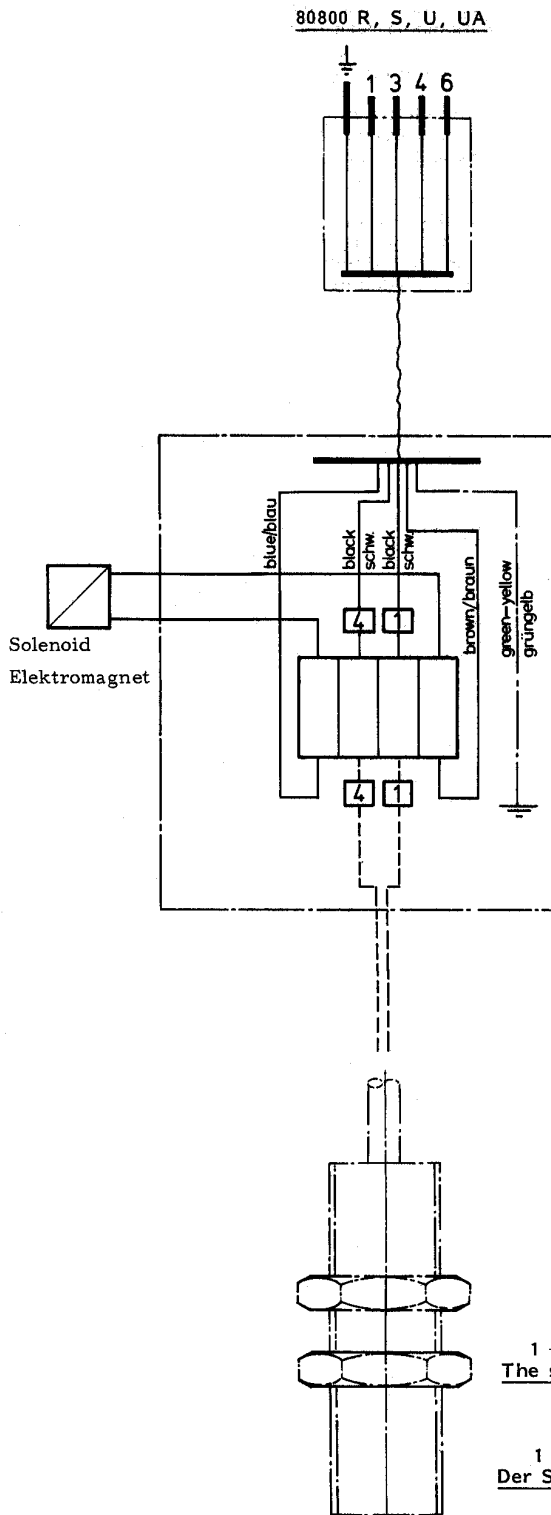 80800 R, S, U, UA
1 3 4 6
blue/blau
black
schw.
black
schw.
brown/braun
green-yellow
grüngelb
4 1
Solenoid
Elektromagnet
4 1
1 -
The s
1
Der S